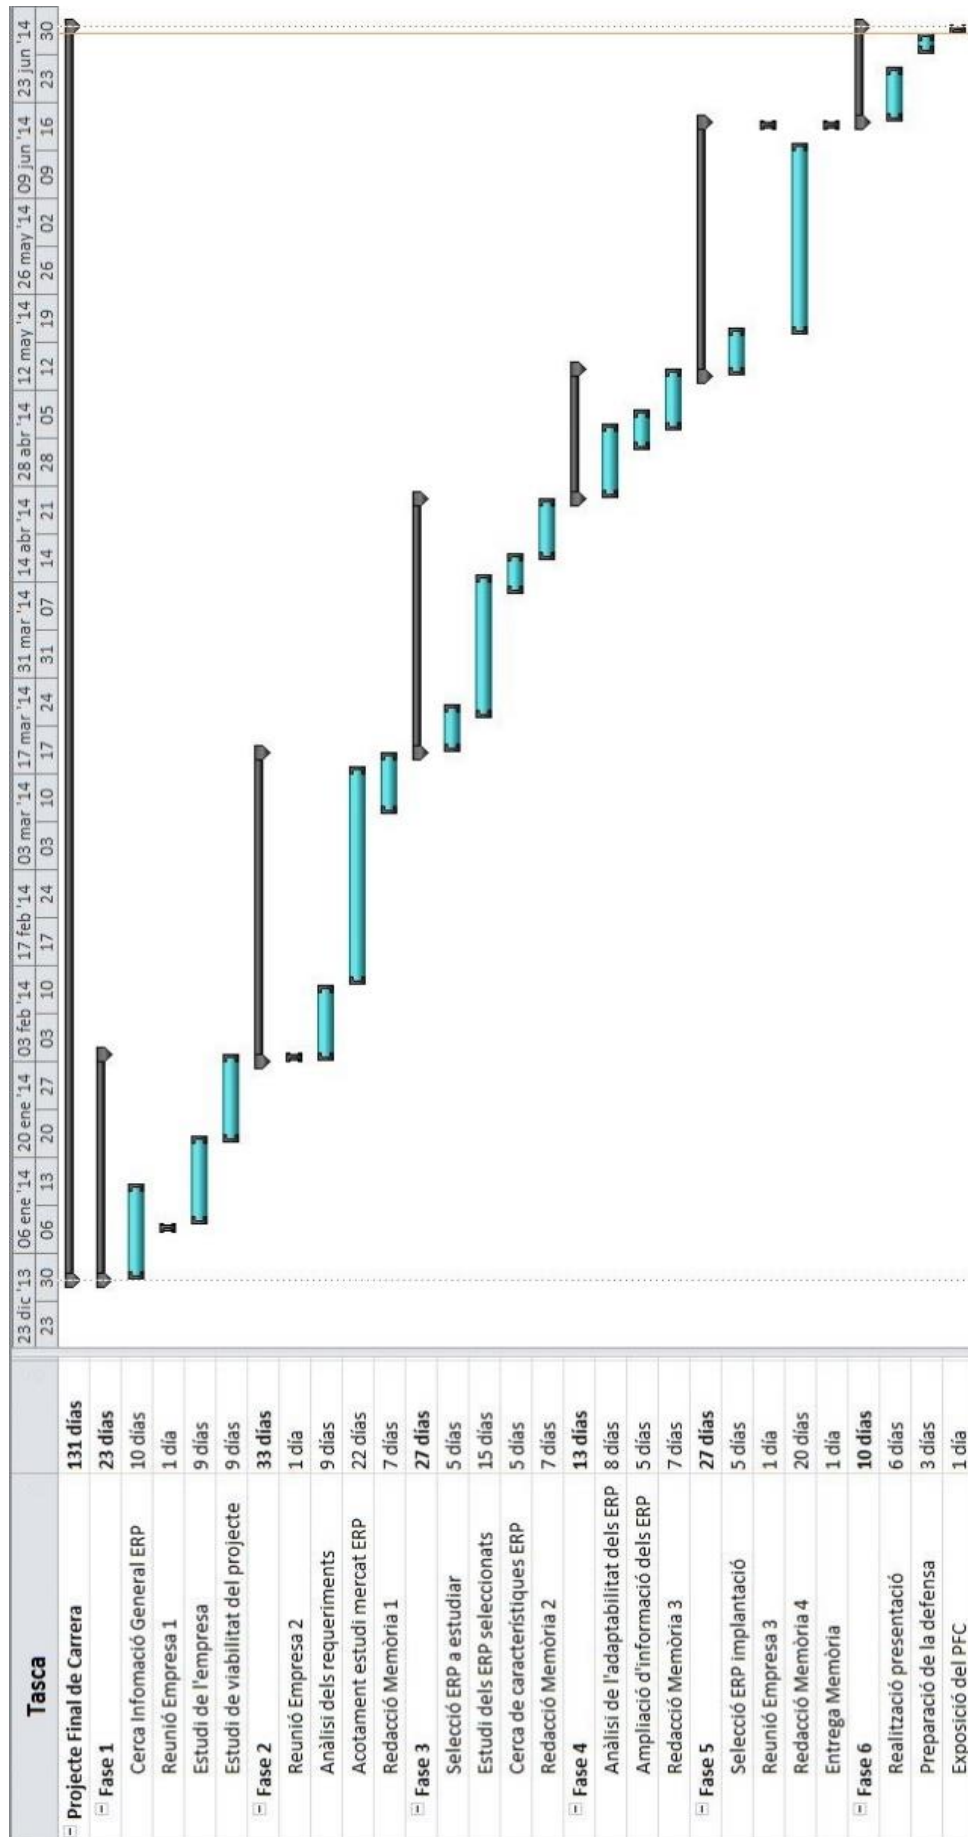 Tasca
23 dic '13 06 ene '14 20 ene '14 03 feb '14 17 feb '14 03 mar '14 17 mar '14 31 mar '14 14 abr '14 28 abr '14 12 may '14 26 may '14 09 jun '14 23 jun '14
23 30 06 13 20 27 03 10 17 24 03 10 17 24 31 07 14 21 28 05 12 19 26 02 09 16 23 30
Projecte Final de Carrera 131 días
Fase 1 23 días
Cerca Infomació General ERP 10 días
Reunió Empresa 1 1 día
Estudi de l'empresa 9 días
Estudi de viabilitat del projecte 9 días
Fase 2 33 días
Reunió Empresa 2 1 día
Anàlisi dels requeriments 9 días
Acotament estudi mercat ERP 22 días
Redacció Memòria 1 7 días
Fase 3 27 días
Selecció ERP a estudiar 5 días
Estudi dels ERP seleccionats 15 días
Cerca de característiques ERP 5 días
Redacció Memòria 2 7 días
Fase 4 13 días
Anàlisi de l'adaptabilitat dels ERP 8 días
Ampliació d'informació dels ERP 5 días
Redacció Memòria 3 7 días
Fase 5 27 días
Selecció ERP implantació 5 días
Reunió Empresa 3 1 día
Redacció Memòria 4 20 días
Entrega Memòria 1 día
Fase 6 10 días
Realització presentació 6 días
Preparació de la defensa 3 días
Exposició del PFC 1 día